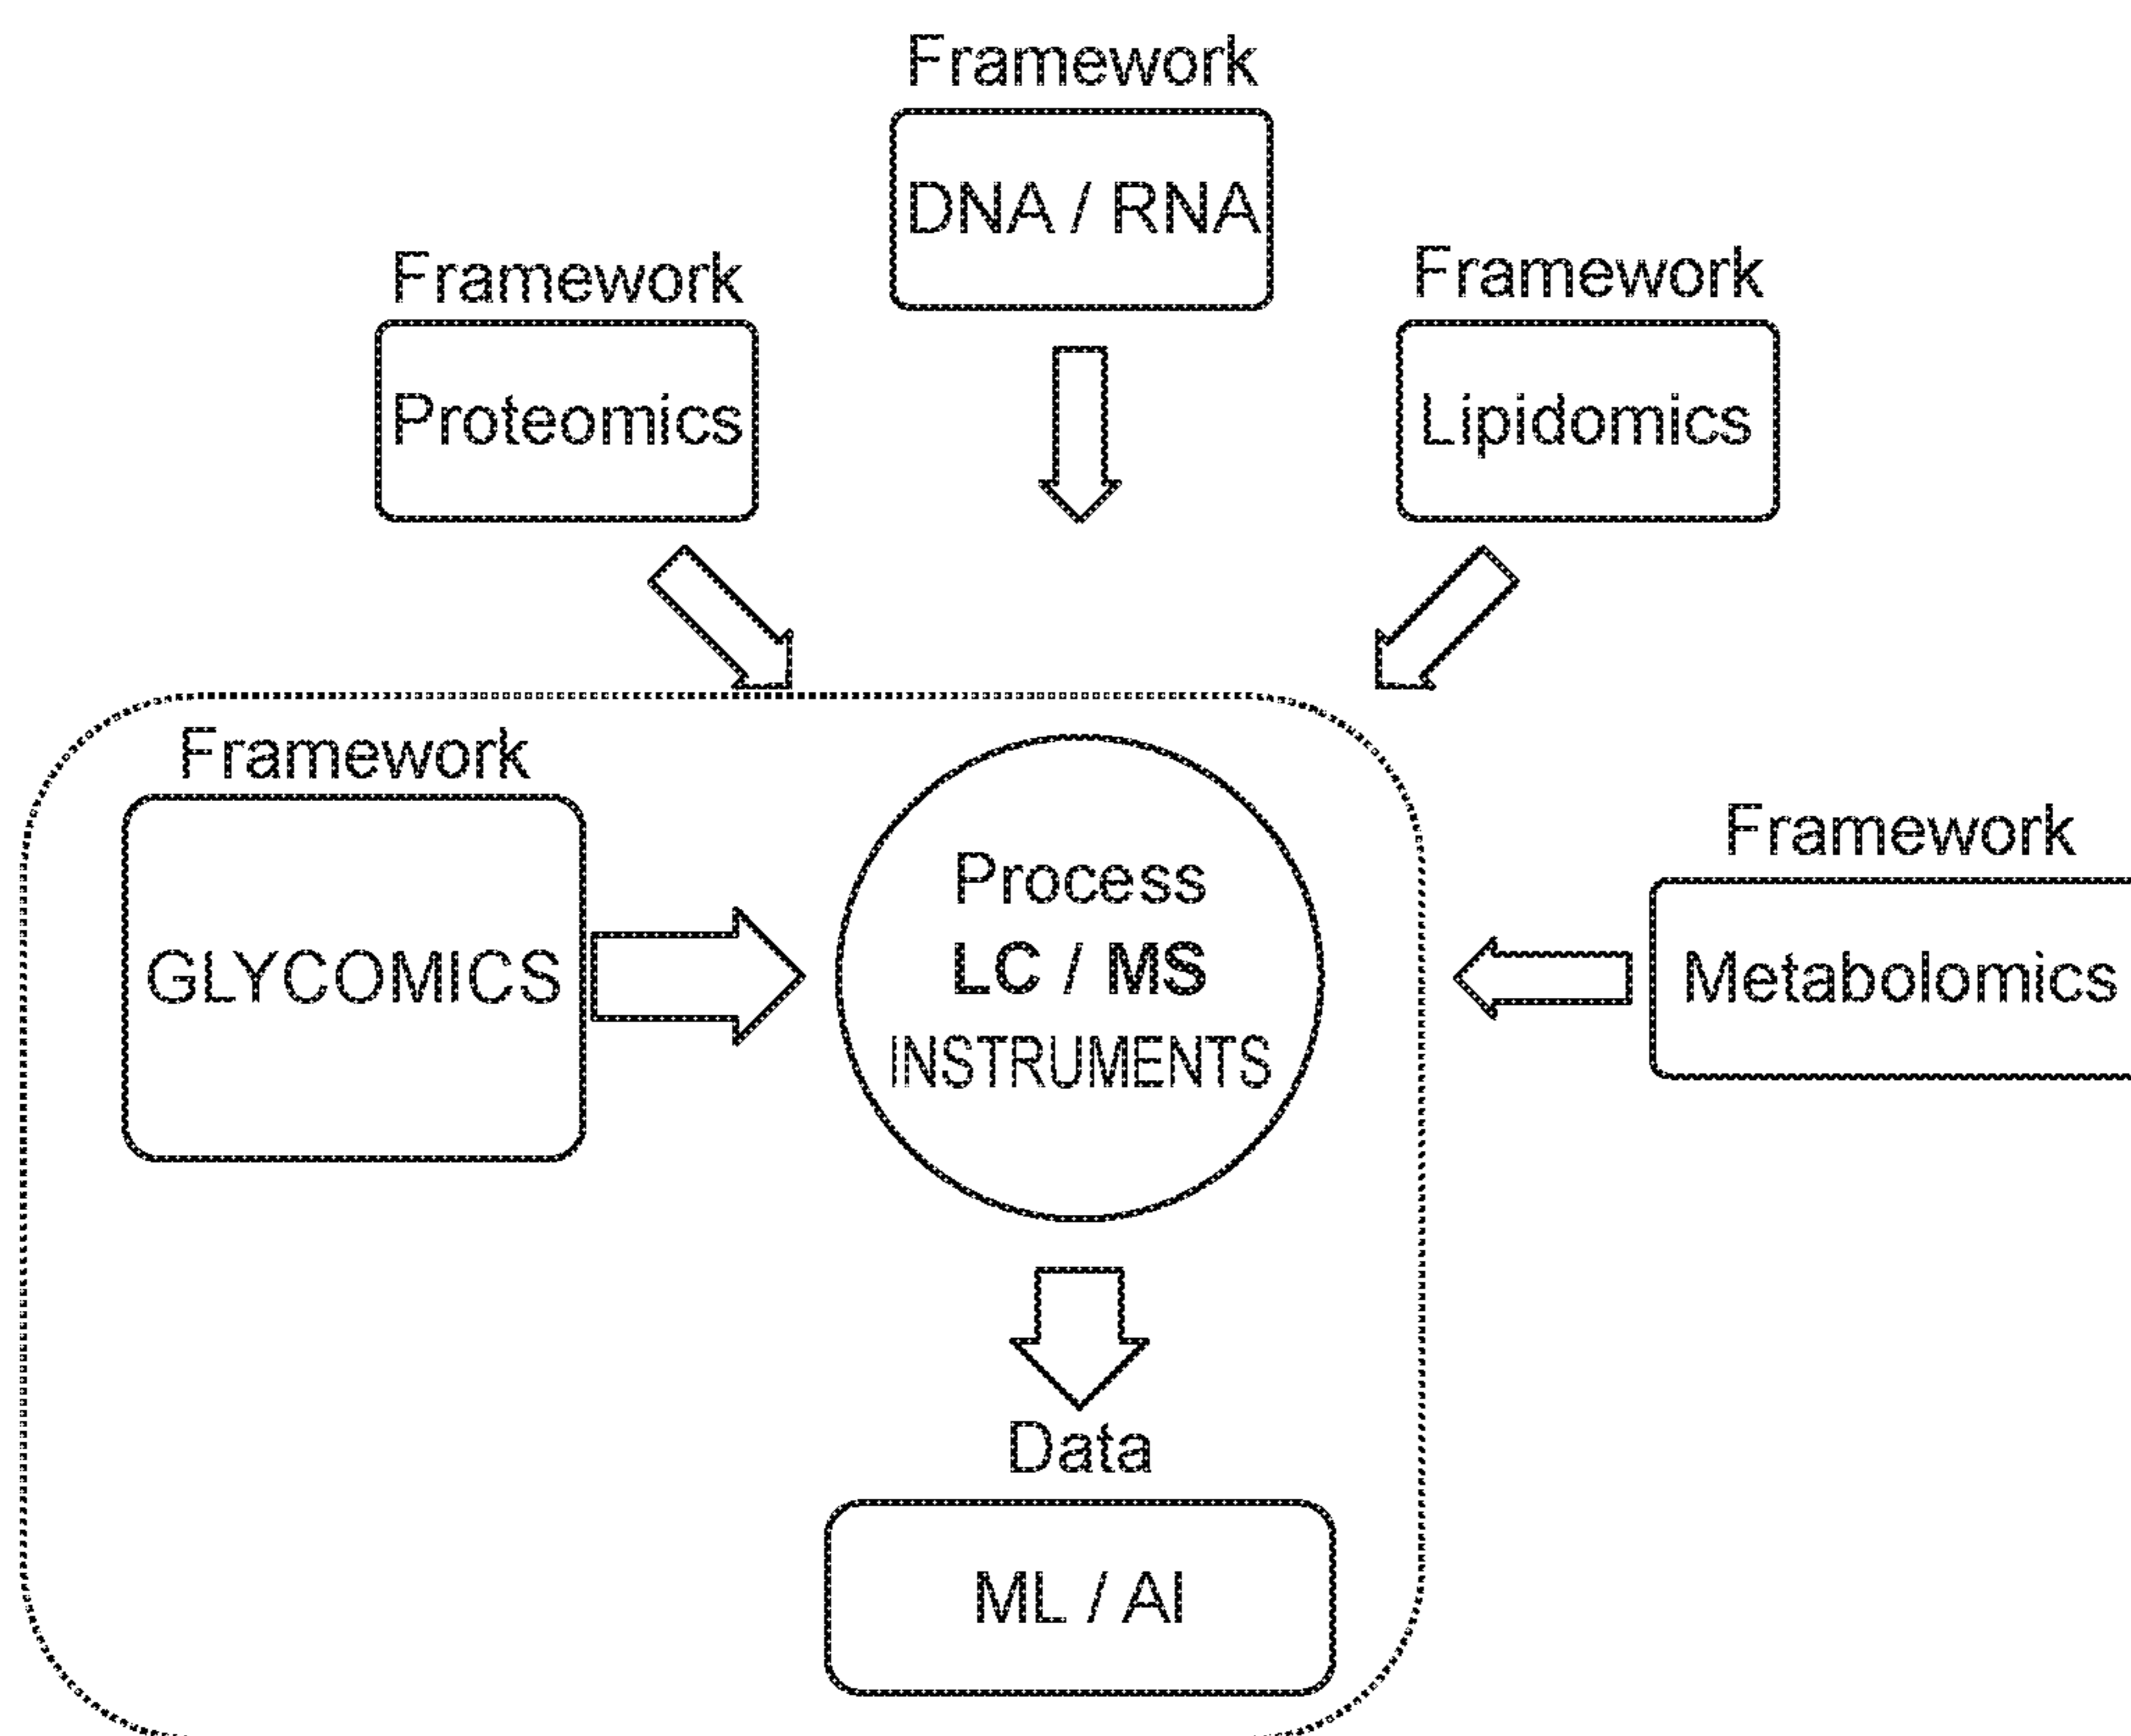 Framework
DNA / RNA
Framework
Proteomics
Framework
Lipidomics
Framework
GLYCOMICS
Process
LC / MS
INSTRUMENTS
Framework
Metabolomics
Data
ML / AI